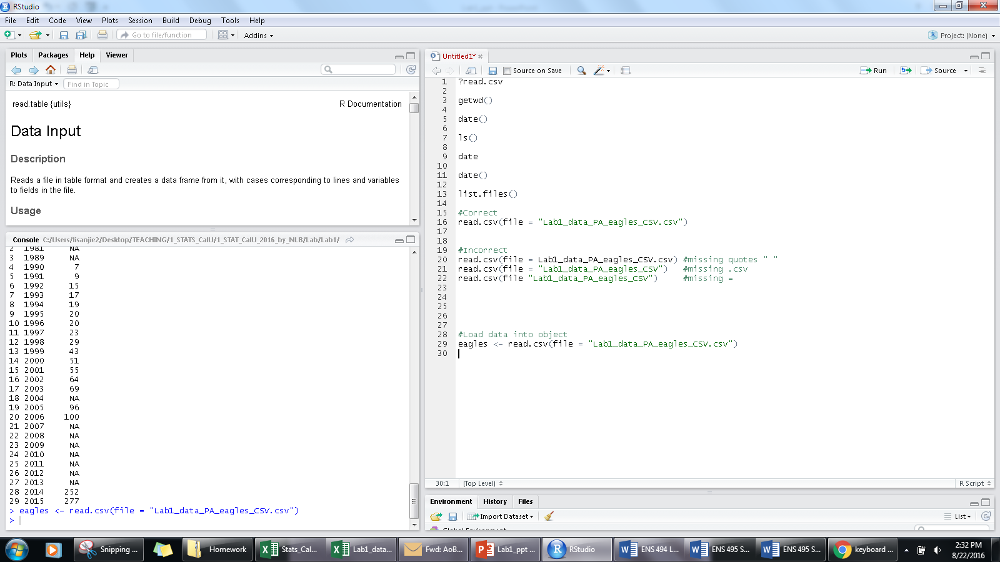 RStudio
File Edit Code View Plots Session Build Debug Tools Help
Go to file/function Addins Project: (None)
Plots Packages Help Viewer
R: Data Input Find in Topic
read.table {utils} R Documentation
Data Input
Description
Reads a file in table format and creates a data frame from it, with cases corresponding to lines and variables
to fields in the file.
Usage
Console C:/Users/lisanjie2/Desktop/TEACHING/1_STATS_CalU/1_STAT_CalU_2016_by_NLB/Lab/Lab1/
2 1981 NA
3 1989 NA
4 1990 7
5 1991 9
6 1992 15
7 1993 17
8 1994 19
9 1995 20
10 1996 20
11 1997 23
12 1998 29
13 1999 43
14 2000 51
15 2001 55
16 2002 64
17 2003 69
18 2004 NA
19 2005 96
20 2006 100
21 2007 NA
22 2008 NA
23 2009 NA
24 2010 NA
25 2011 NA
26 2012 NA
27 2013 NA
28 2014 252
29 2015 277
> eagles <- read.csv(file = "Lab1_data_PA_eagles_CSV.csv")
>
Untitled1*
Source on Save Run Source
1 ?read.csv
2
3 getwd()
4
5 date()
6
7 ls()
8
9 date
10
11 date()
12
13 list.files()
14
15 #Correct
16 read.csv(file = "Lab1_data_PA_eagles_CSV.csv")
17
18
19 #Incorrect
20 read.csv(file = Lab1_data_PA_eagles_CSV.csv) #missing quotes " "
21 read.csv(file = "Lab1_data_PA_eagles_CSV") #missing .csv
22 read.csv(file "Lab1_data_PA_eagles_CSV") #missing =
23
24
25
26
27
28 #Load data into object
29 eagles <- read.csv(file = "Lab1_data_PA_eagles_CSV.csv")
30
30:1 (Top Level) R Script
Environment History Files
Import Dataset List
Global Environment
Snipping ... Homework Stats_Cal... Lab1_data... Fwd: AoB... Lab1_ppt ... RStudio ENS 494 L... ENS 495 S... ENS 495 S... keyboard ... 2:32 PM
8/22/2016